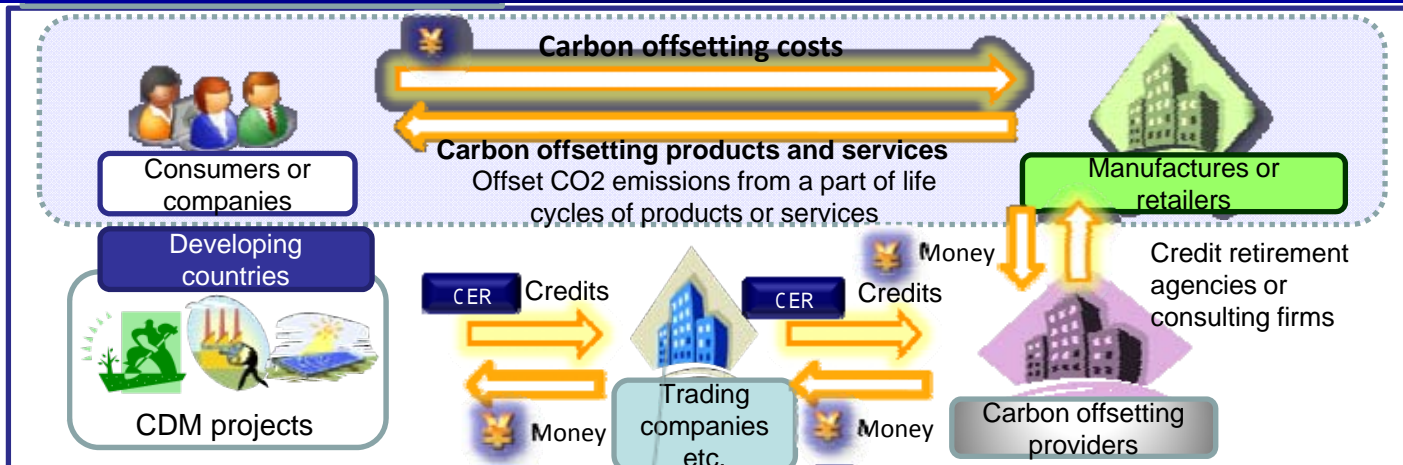 ¥
Carbon offsetting costs
Carbon offsetting products and services
Offset CO2 emissions from a part of life
cycles of products or services
Consumers or
companies
Manufactures or
retailers
Developing
countries
CDM projects
CER Credits
¥ Money
Trading
companies
etc.
¥ Money
CER Credits
¥ Money
Credit retirement
agencies or
consulting firms
Carbon offsetting
providers